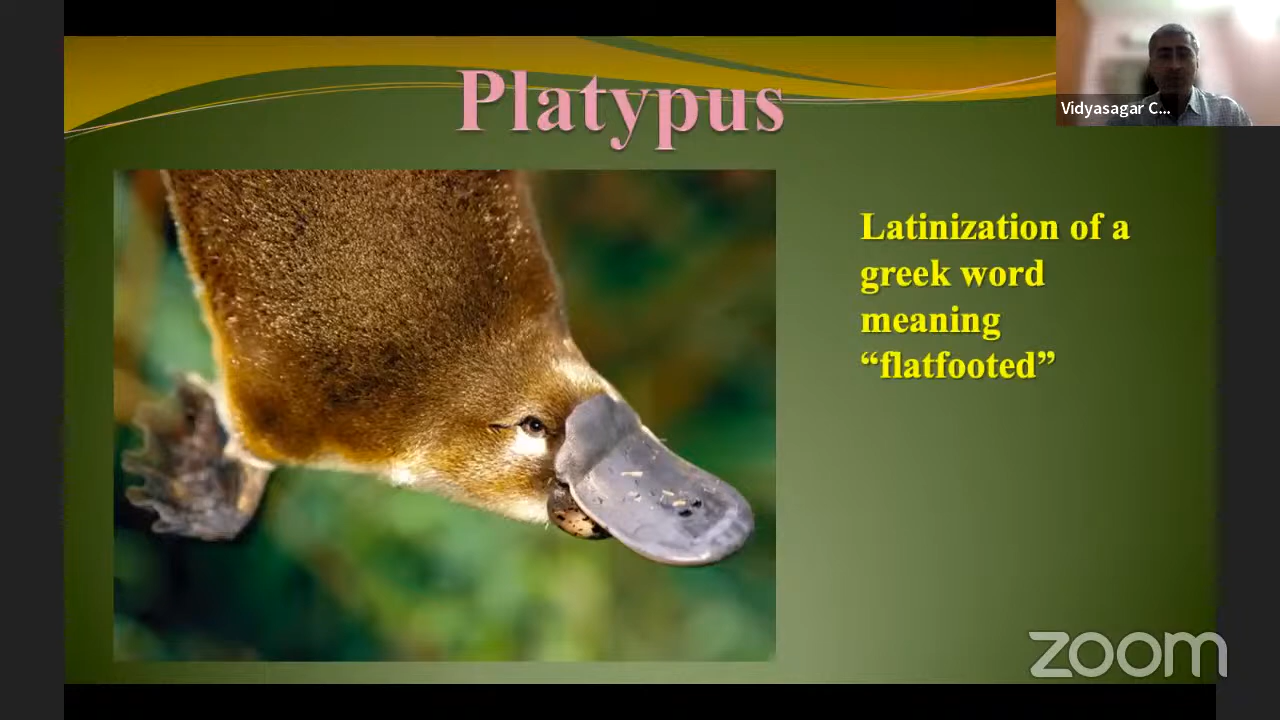 Platypus
Vidyasagar C...
Latinization of a
greek word
meaning
“flatfooted”
zoom